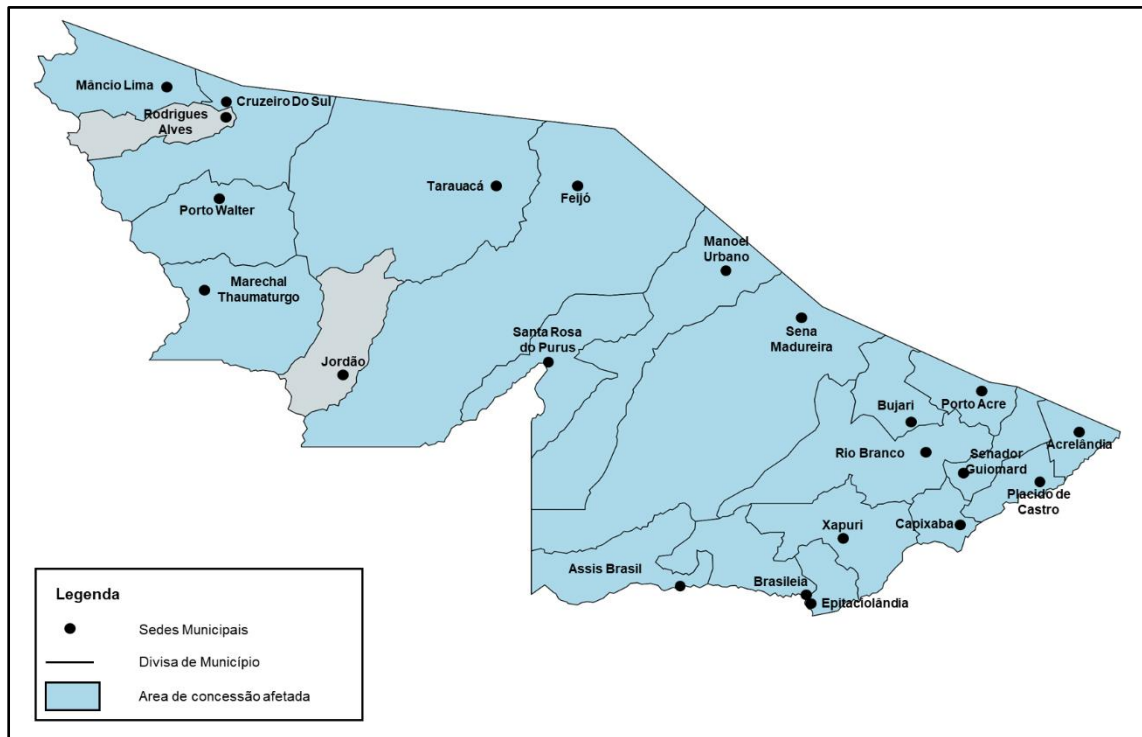 Mâncio Lima
Cruzeiro Do Sul
Rodrigues
Alves
Tarauacá
Feijó
Porto Walter
Manoel
Urbano
Marechal
Thaumaturgo
Santa Rosa
do Purus
Sena
Madureira
Jordão
Bujari
Porto Acre
Acrelândia
Rio Branco
Senador
Guiomard
Placido de
Castro
Xapuri
Capixaba
Assis Brasil
Brasileia
Epitaciolândia
Legenda
Sedes Municipais
Divisa de Município
Area de concessão afetada